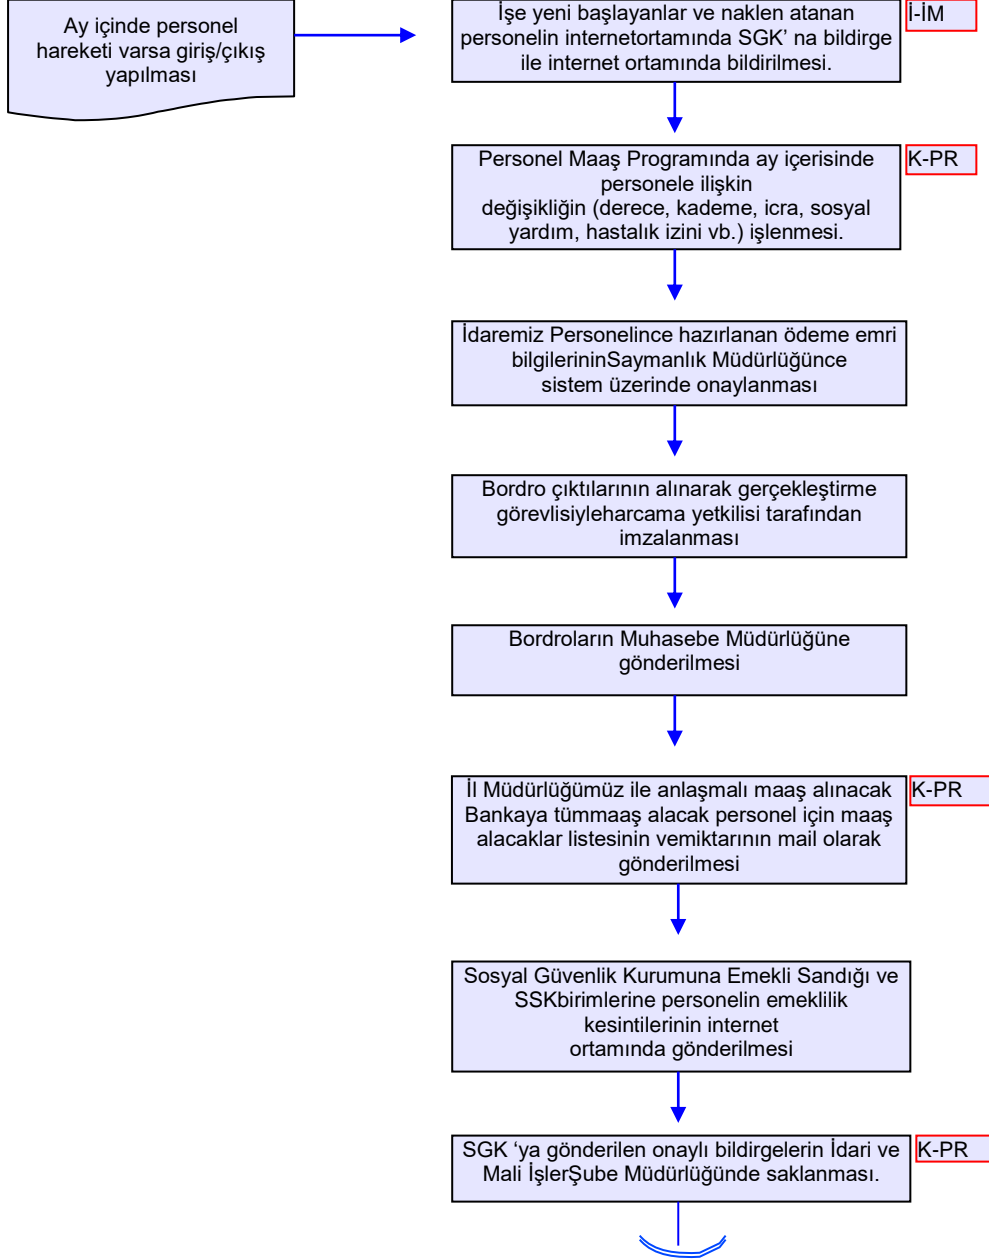 Ay içinde personel
hareketi varsa giriş/çıkış
yapılması
İşe yeni başlayanlar ve naklen atanan
personelin internetortamında SGK’ na bildirge
ile internet ortamında bildirilmesi.
İ-İM
Personel Maaş Programında ay içerisinde
personele ilişkin
değişikliğin (derece, kademe, icra, sosyal
yardım, hastalık izini vb.) işlenmesi.
K-PR
İdaremiz Personelince hazırlanan ödeme emri
bilgilerininSaymanlık Müdürlüğünce
sistem üzerinde onaylanması
Bordro çıktılarının alınarak gerçekleştirme
görevlisiyleharcama yetkilisi tarafından
imzalanması
Bordroların Muhasebe Müdürlüğüne
gönderilmesi
İl Müdürlüğümüz ile anlaşmalı maaş alınacak
Bankaya tümmaaş alacak personel için maaş
alacaklar listesinin vemiktarının mail olarak
gönderilmesi
K-PR
Sosyal Güvenlik Kurumuna Emekli Sandığı ve
SSKbirimlerine personelin emeklilik
kesintilerinin internet
ortamında gönderilmesi
SGK ‘ya gönderilen onaylı bildirgelerin İdari ve
Mali İşlerŞube Müdürlüğünde saklanması.
K-PR